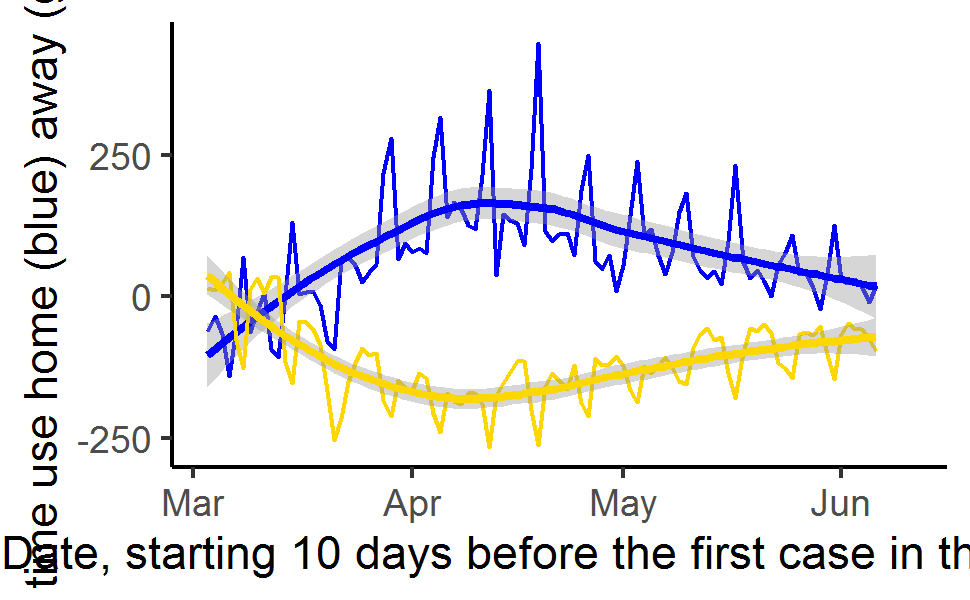 time use home (blue) away (g
250
0
-250
Mar Apr May Jun
Date, starting 10 days before the first case in th